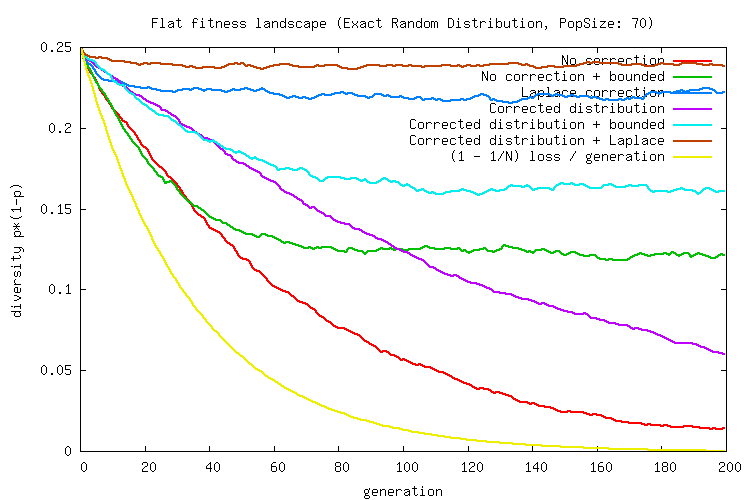 Flat fitness landscape (Exact Random Distribution, PopSize: 70)
0.25
0.2
0.15
0.1
0.05
0
diversity p*(1-p)
No correction
No correction + bounded
Laplace correction
Corrected distribution
Corrected distribution + bounded
Corrected distribution + Laplace
(1 - 1/N) loss / generation
0 20 40 60 80 100 120 140 160 180 200
generation